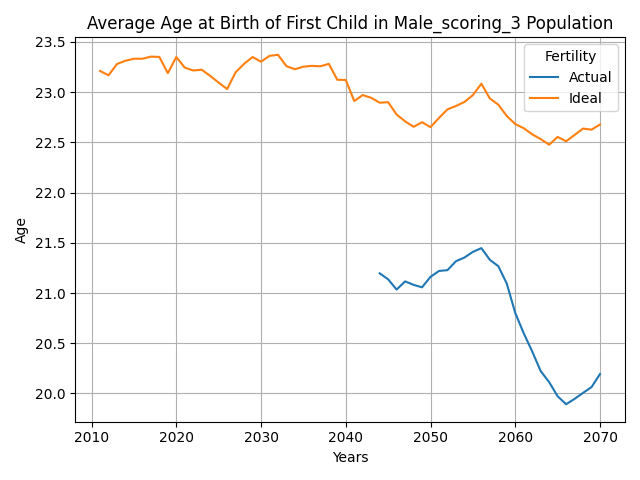 Average Age at Birth of First Child in Male_scoring_3 Population
23.5
23.0
22.5
22.0
21.5
21.0
20.5
20.0
Age
Fertility
Actual
Ideal
2010 2020 2030 2040 2050 2060 2070
Years